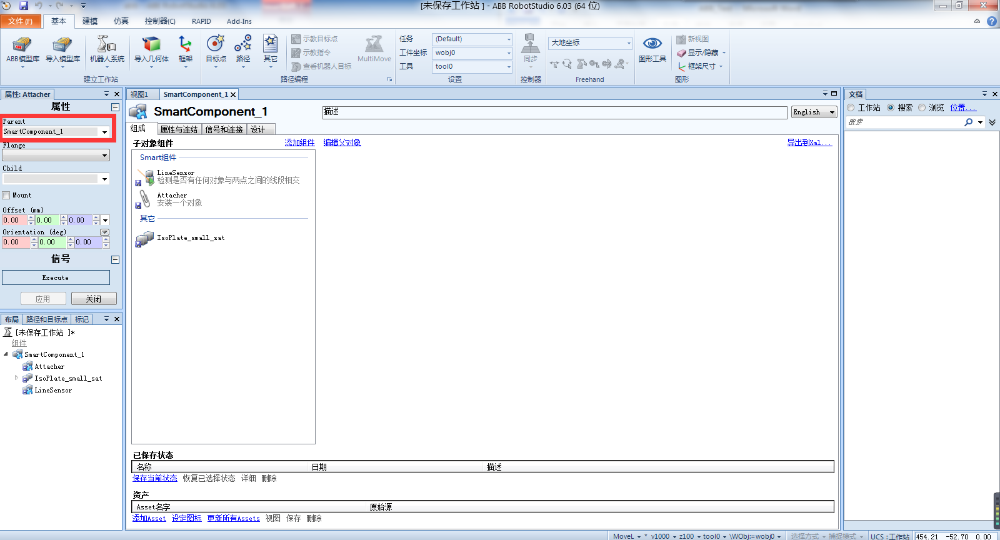 [未保存工作站 ] - ABB RobotStudio 6.03 (64 位)
文件(F) 基本 建模 仿真 控制器(C) RAPID Add-Ins
ABB模型库 导入模型库 机器人系统 导入几何体 框架
建立工作站
目标点 路径 其它
示教目标点
示教指令
查看机器人目标
MultiMove
路径编程
任务 (Default)
工件坐标 wobj0
工具 tool0
设置
同步
控制器
大地坐标
Freehand
图形工具
新视图
显示/隐藏
框架尺寸
图形
属性: Attacher
属性
Parent
SmartComponent_1
Flange
Child
Mount
Offset (mm)
0.00 0.00 0.00
Orientation (deg)
0.00 0.00 0.00
信号
Execute
应用 关闭
布局 路径和目标点 标记
[未保存工作站 ]*
组件
SmartComponent_1
Attacher
IsoPlate_small_sat
LineSensor
视图1 SmartComponent_1
SmartComponent_1 描述 English
组成 属性与连结 信号和连接 设计
子对象组件 添加组件 编辑父对象 导出到Xml...
Smart组件
LineSensor
检测是否有任何对象与两点之间的线段相交
Attacher
安装一个对象
其它
IsoPlate_small_sat
已保存状态
名称 日期 描述
保存当前状态 恢复已选择状态 详细 删除
资产
Asset名字 原始源
添加Asset 设定图标 更新所有Assets 视图 保存 删除
文档
工作站 搜索 浏览 位置...
搜索
MoveL * v1000 z100 tool0 \WObj:=wobj0 选择方式 捕捉模式 UCS :工作站 454.21 -52.70 0.00